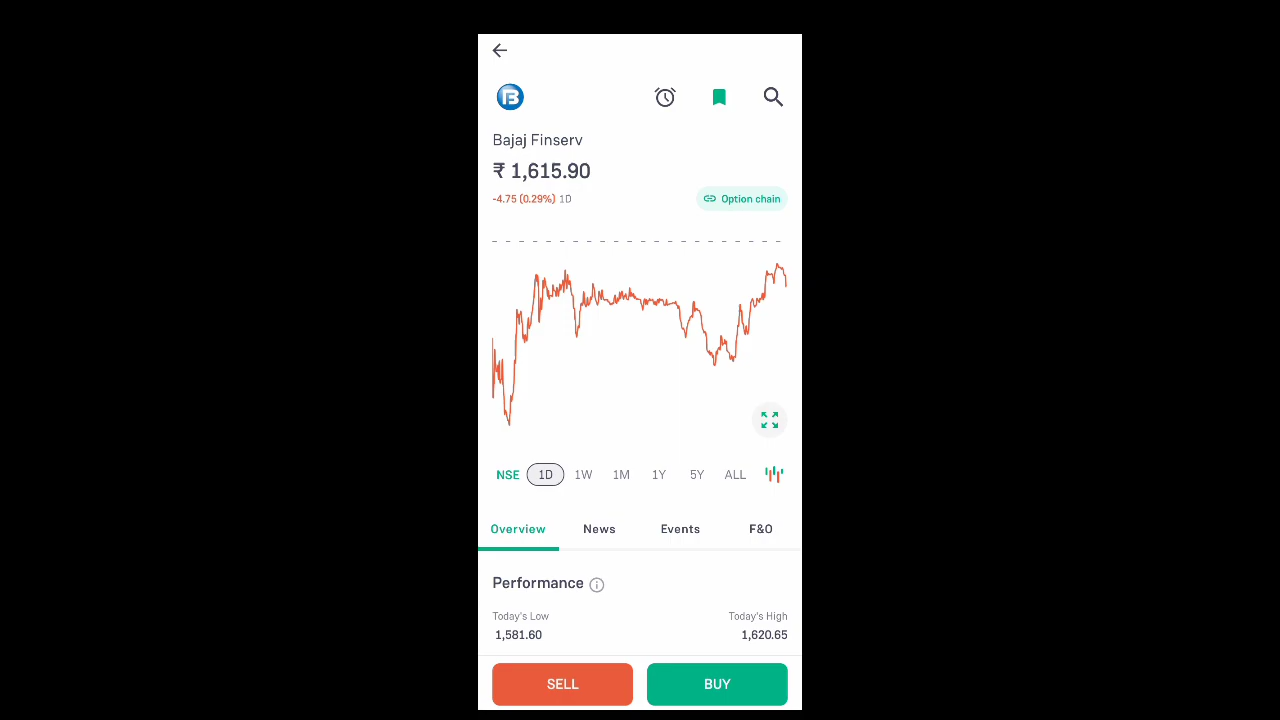 Bajaj Finserv
₹ 1,615.90
-4.75 (0.29%) 1D
Option chain
NSE 1D 1W 1M 1Y 5Y ALL
Overview News Events F&O
Performance
Today's Low Today's High
1,581.60 1,620.65
SELL BUY